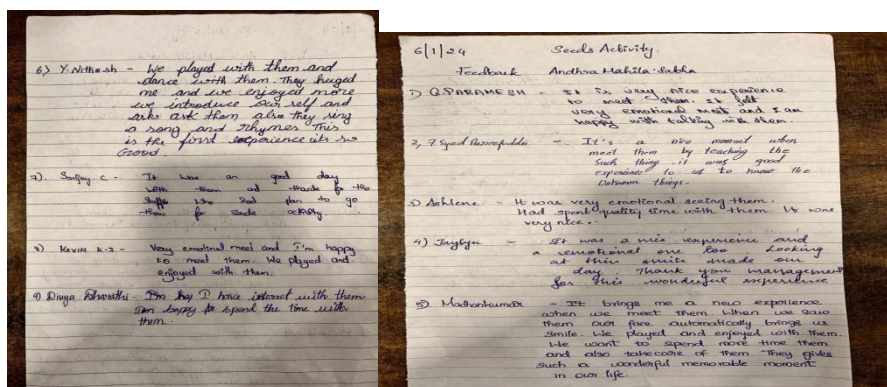 6) Y. Nithesh - We played with them and
dance with them. They huged
me and we enjoyed more
we introduce our self and
ask them also they sing
a song and rhymes This
is the first experience its so
Good.
7). Sanjay. C - It was an good day
with them and thanks for the
staffs who had plan to go
there for seeds activity
8) KEVIN K.S - Very emotinal meet and I'm happy
to meet them. We played and
enjoyed with them.
9) Divya Bharathi - I have interact with them
I'm happy to spend the time with
them.
6/1/24 Seeds Activity.
Feedback Andhra Mahila Sabha
1) G. PARAMESH - It is very nice experience
to meet them. It felt
very emotional meet and I am
happy with talking with them.
2, Syed - It's a nice moment when
meet them by teaching the
such thing. it was good
experience to us to know the
unknown things.
3) Ashlene - It was very emotional seeing them.
Had spent quality time with them It was
very nice..
4) - It was a nice experience and
a emotional one too Looking
at their smile made our
day. Thank you management
for this wonderful experience
5). Madhankumar - It brings me a new experience
when we meet them when we saw
them our face automatically brings us
smile. We played and enjoyed with them.
We want to spend more time them
and also takecare of them They gives
such a wonderful memorable moment
in our life.